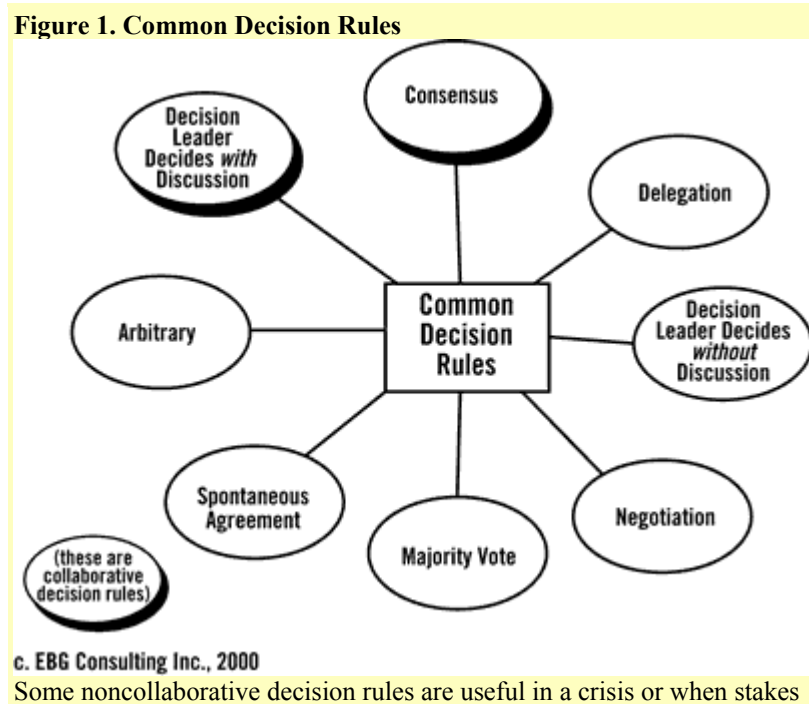 Figure 1. Common Decision Rules
Consensus
Decision
Leader
Decides with
Discussion
Delegation
Common
Decision
Rules
Decision
Leader Decides
without
Discussion
Arbitrary
Spontaneous
Agreement
Majority Vote
Negotiation
(these are
collaborative
decision rules)
c. EBG Consulting Inc., 2000
Some noncollaborative decision rules are useful in a crisis or when stakes